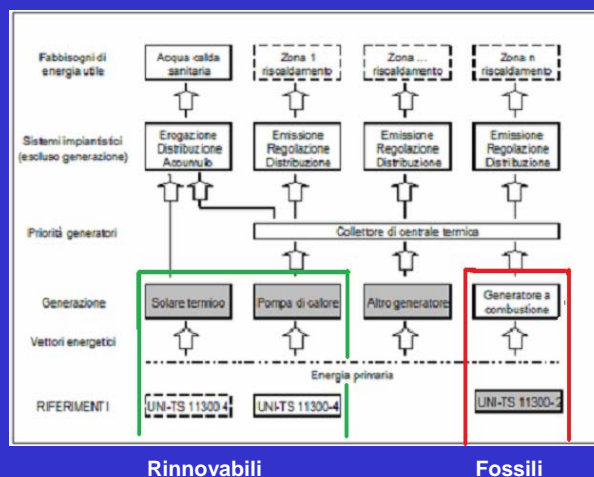 Fabbisogni di
energia utile
Acqua calda
sanitaria
Zona 1
riscaldamento
Zona ...
riscaldamento
Zona n
riscaldamento
Sistemi impiantistici
(escluso generazione)
Erogazione
Distribuzione
Accumulo
Emissione
Regolazione
Distribuzione
Emissione
Regolazione
Distribuzione
Emissione
Regolazione
Distribuzione
Priorità generatori
Collettore di centrale termica
Generazione
Solare termico
Pompa di calore
Altro generatore
Generatore a
combustione
Vettori energetici
Energia primaria
RIFERIMENTI
UNI-TS 11300 4
UNI-TS 11300-4
UNI-TS 11300-2
Rinnovabili
Fossili